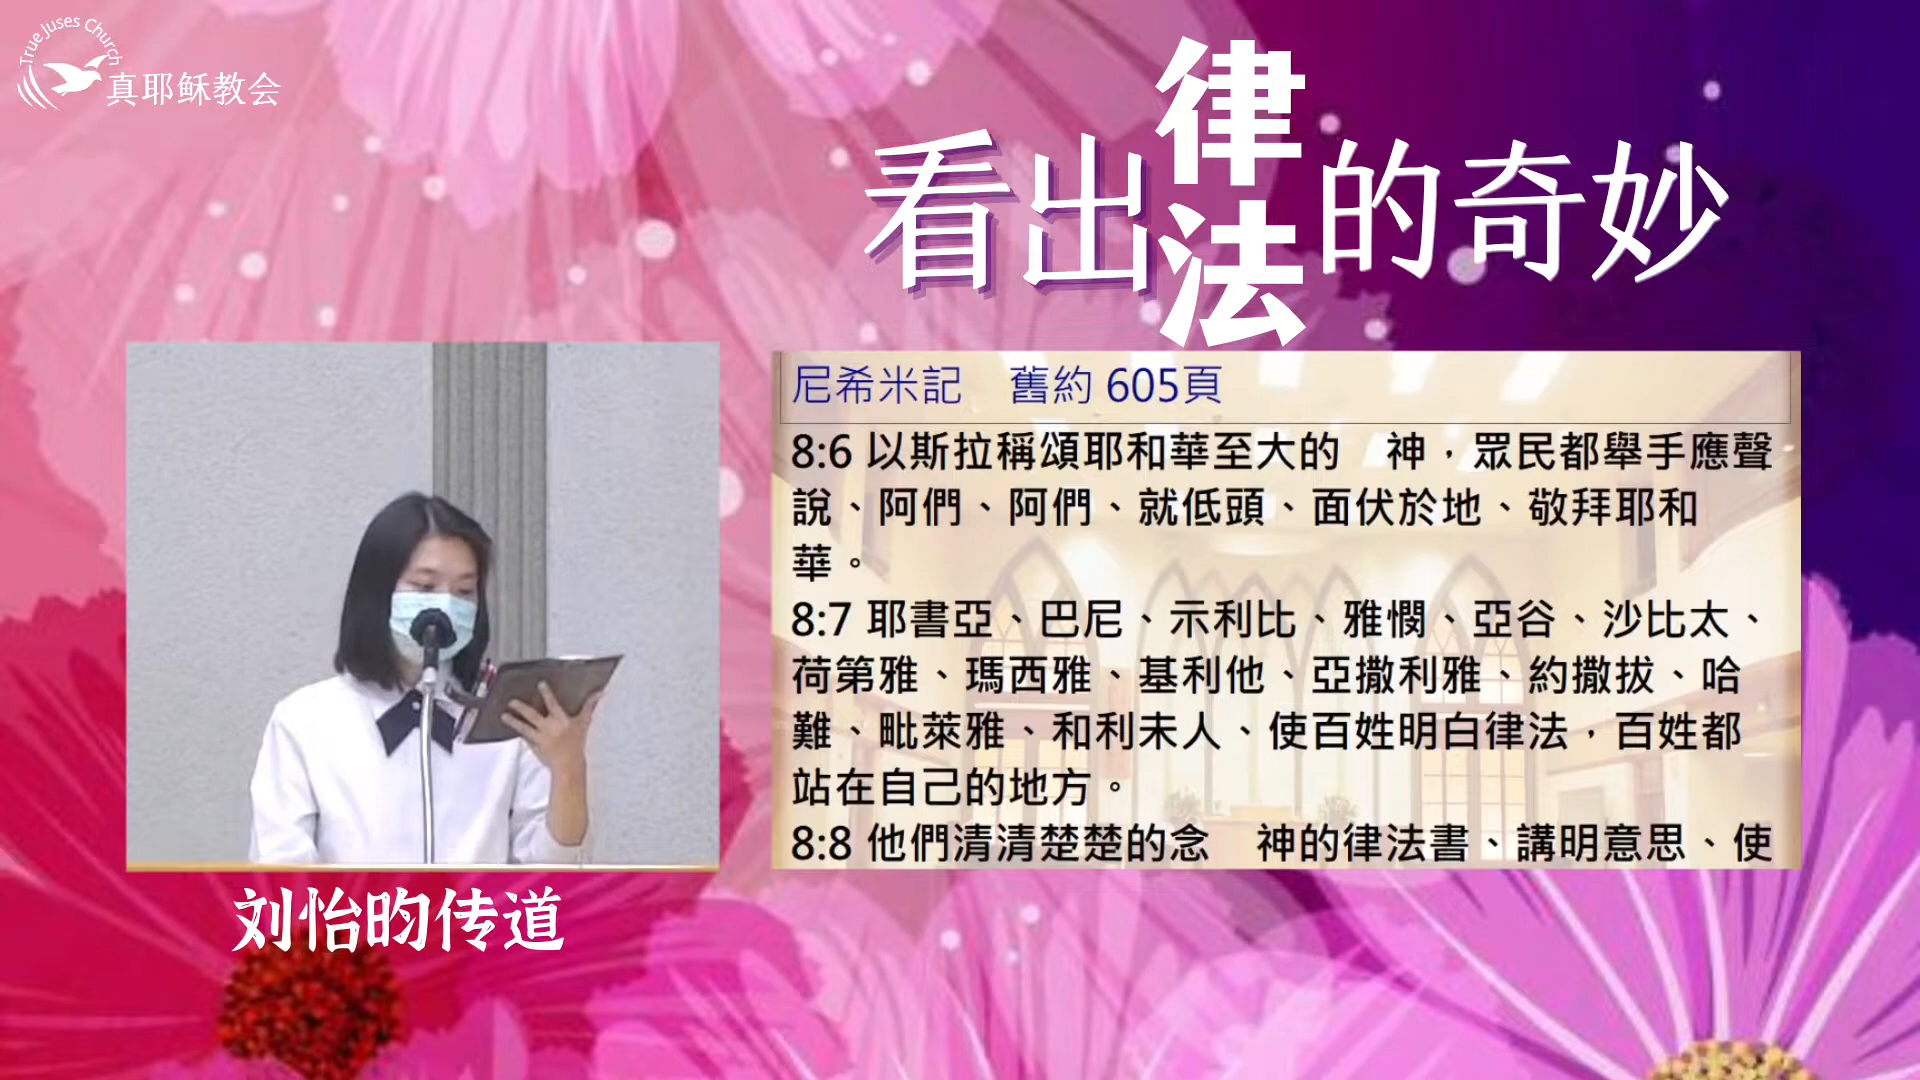 True Juses Church
真耶稣教会
看出律法的奇妙
尼希米記 舊約 605頁
8:6 以斯拉稱頌耶和華至大的 神，眾民都舉手應聲
說、阿們、阿們、就低頭、面伏於地、敬拜耶和
華。
8:7 耶書亞、巴尼、示利比、雅憫、亞谷、沙比太、
荷第雅、瑪西雅、基利他、亞撒利雅、約撒拔、哈
難、毗萊雅、和利未人、使百姓明白律法，百姓都
站在自己的地方。
8:8 他們清清楚楚的念 神的律法書、講明意思、使
刘怡昀传道